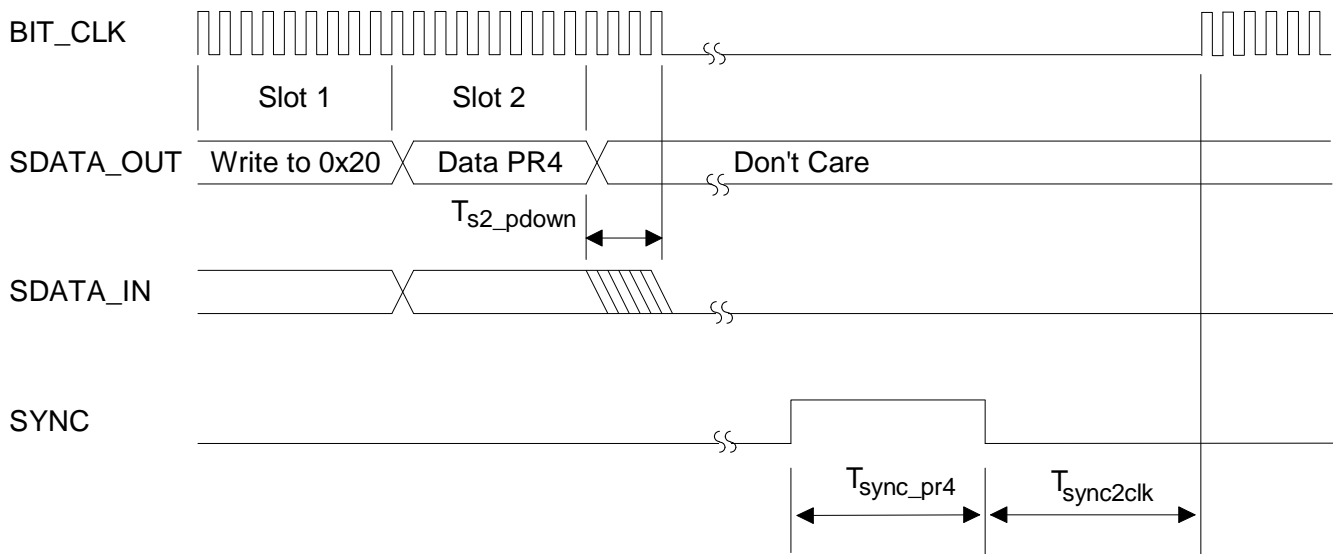 BIT_CLK
Slot 1 Slot 2
SDATA_OUT Write to 0x20 Data PR4 Don't Care
Ts2_pdown
SDATA_IN
SYNC
Tsync_pr4 Tsync2clk